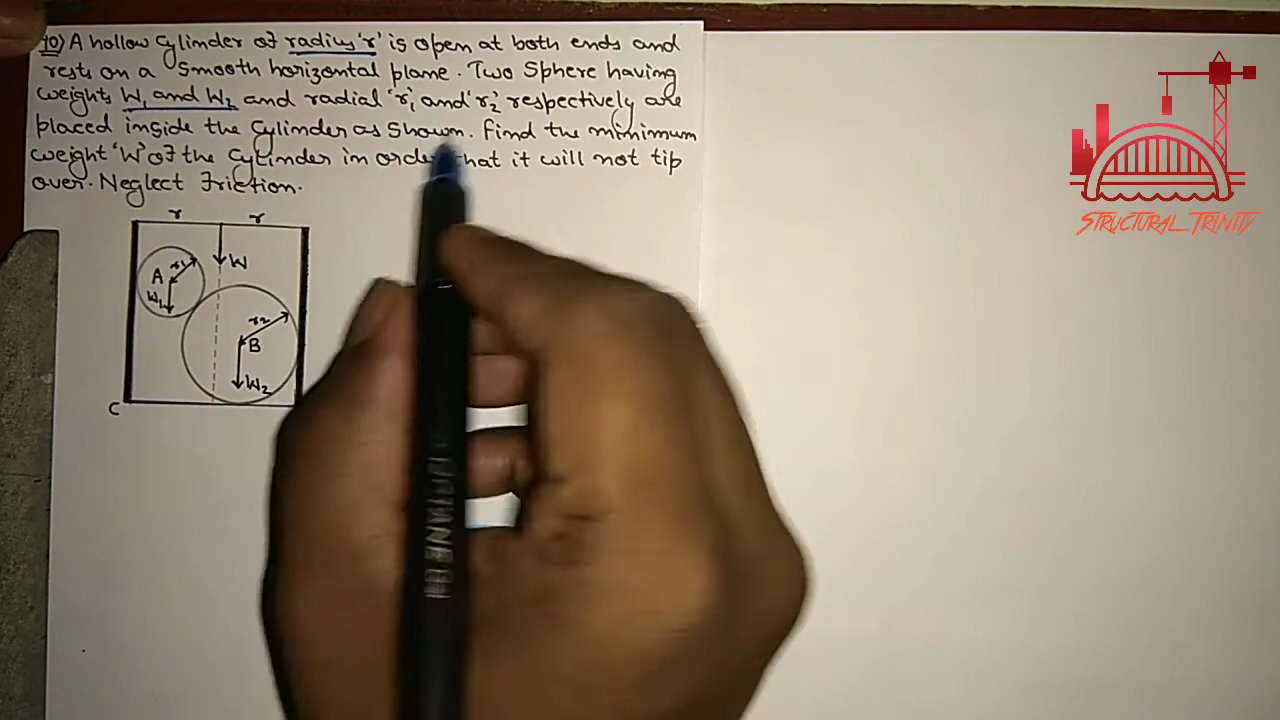 10) A hollow Cylinder of radius 'r' is open at both ends and
rests on a smooth horizontal plane. Two Sphere having
weights W1 and W2 and radial 'r1' and 'r2' respectively are
placed inside the Cylinder as shown. Find the minimum
weight 'W' of the Cylinder in order that it will not tip
over. Neglect Friction.
r r
W
A r1
W1
r2
B
W2
C
STRUCTURAL TRINITY